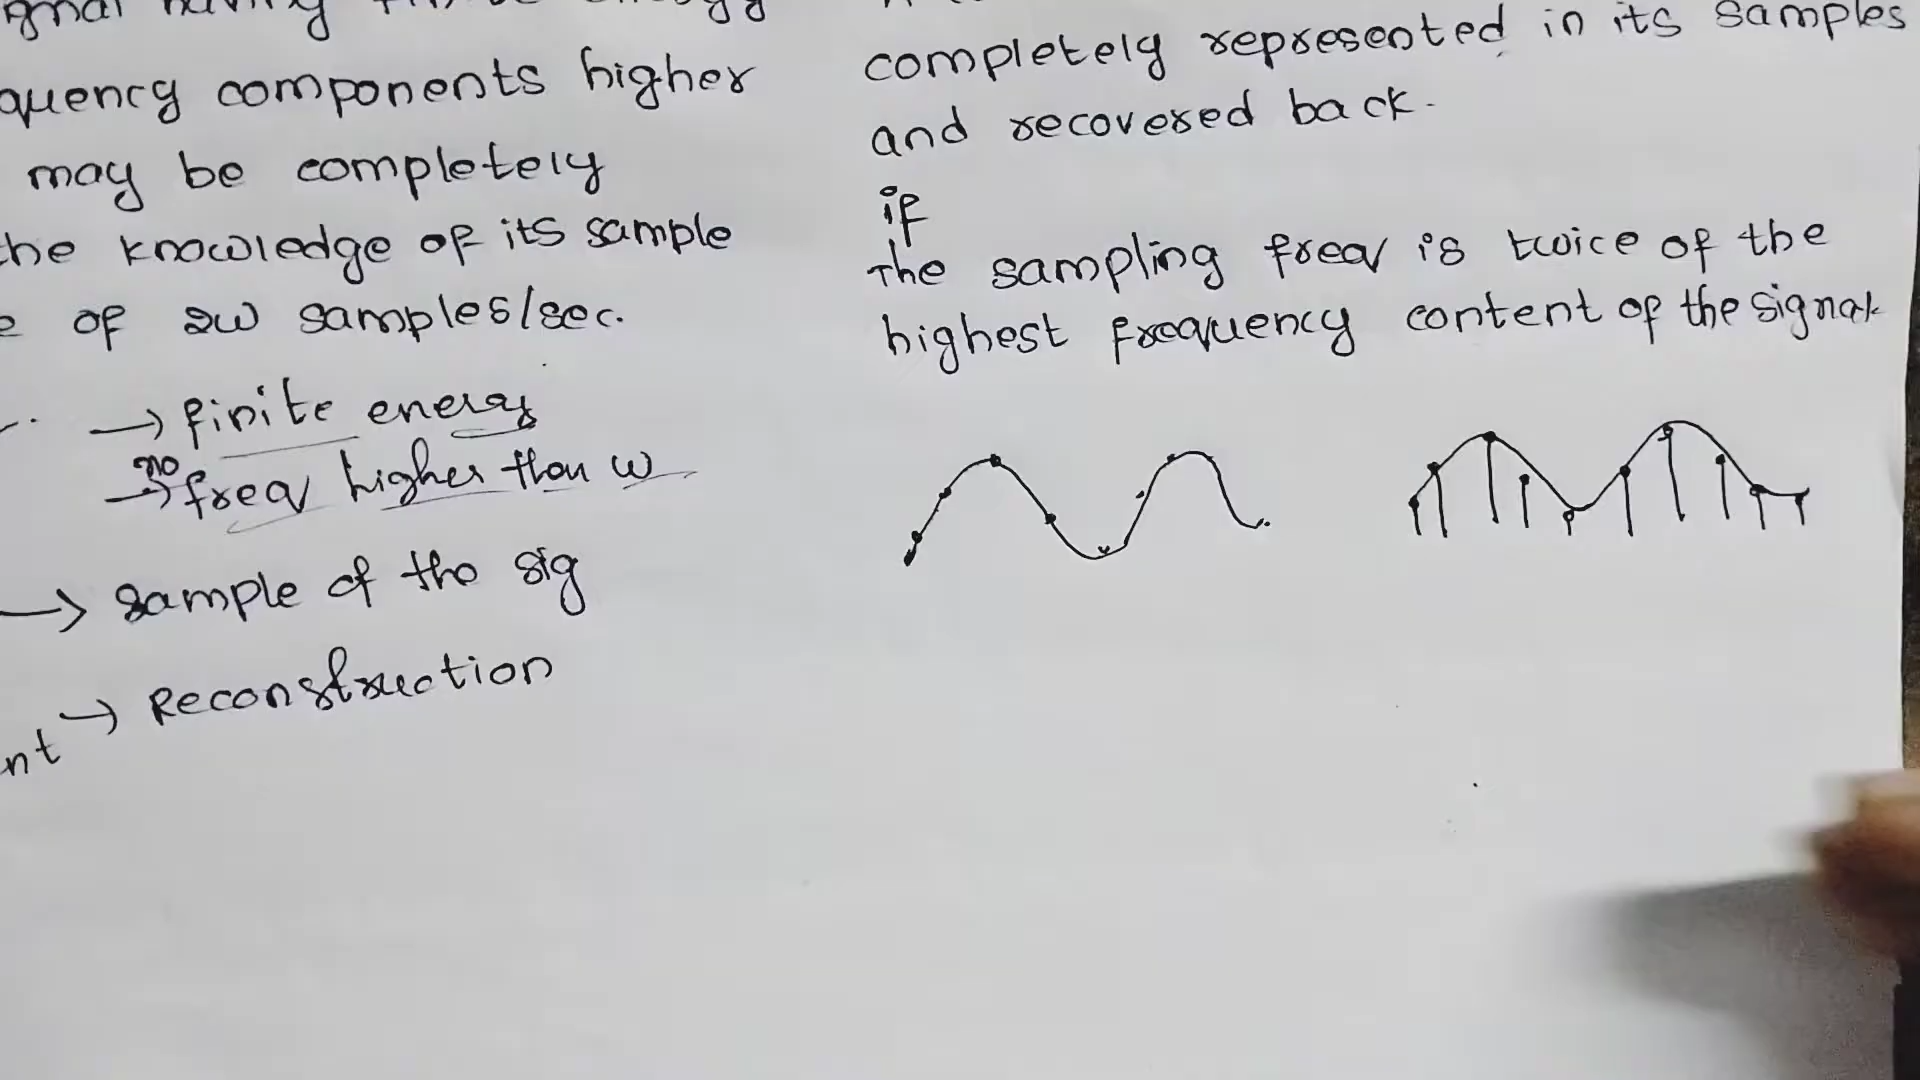 quency components higher
may be completely
the knowledge of its sample
e of 2w samples/sec.
→ finite energy
no
→ freq higher than w
→ sample of the sig
→ Reconstruction
nt
completely represented in its samples
and recovered back.
if
The sampling freq is twice of the
highest frequency content of the signal